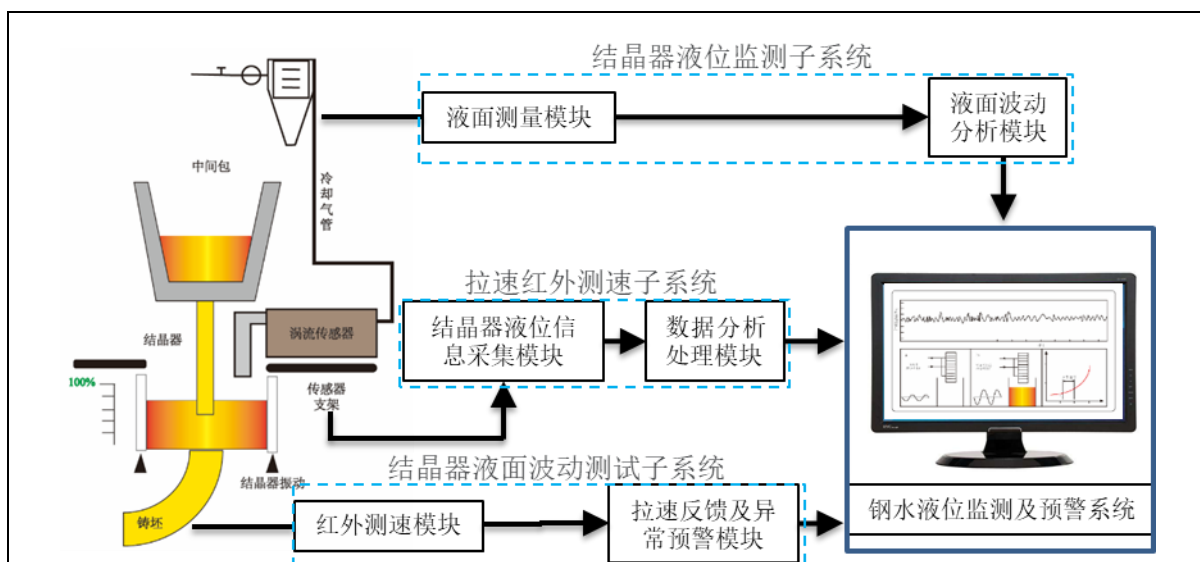 结晶器液位监测子系统
液面测量模块
液面波动
分析模块
中间包
冷
却
气
管
拉速红外测速子系统
结晶器液位信
息采集模块
数据分析
处理模块
结晶器
涡流传感器
100%
传感器
支架
结晶器液面波动测试子系统
结晶器振动
铸坯
红外测速模块
拉速反馈及异
常预警模块
钢水液位监测及预警系统